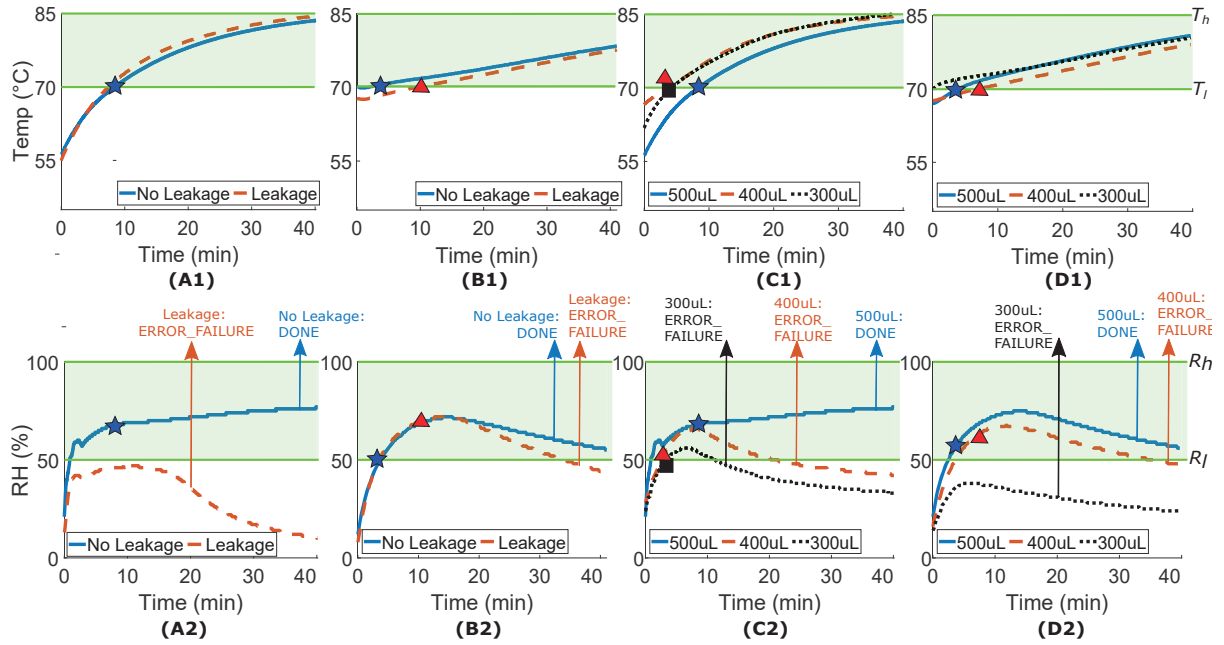 85
70
55
Temp (°C)
0
10
20
30
40
No Leakage
Leakage
Time (min)
(A1)
85
70
55
0
10
20
30
40
No Leakage
Leakage
Time (min)
(B1)
85
70
55
0
10
20
30
40
500uL
400uL
300uL
Time (min)
(C1)
85
70
55
T_h
T_l
0
10
20
30
40
500uL
400uL
300uL
Time (min)
(D1)
Leakage:
ERROR_FAILURE
No Leakage:
DONE
100
50
0
RH (%)
0
10
20
30
40
No Leakage
Leakage
Time (min)
(A2)
No Leakage:
DONE
Leakage:
ERROR_
FAILURE
100
50
0
0
10
20
30
40
No Leakage
Leakage
Time (min)
(B2)
300uL:
ERROR_
FAILURE
400uL:
ERROR_
FAILURE
500uL:
DONE
100
50
0
0
10
20
30
40
500uL
400uL
300uL
Time (min)
(C2)
300uL:
ERROR_
FAILURE
500uL:
DONE
400uL:
ERROR_
FAILURE
100
50
0
R_h
R_l
0
10
20
30
40
500uL
400uL
300uL
Time (min)
(D2)